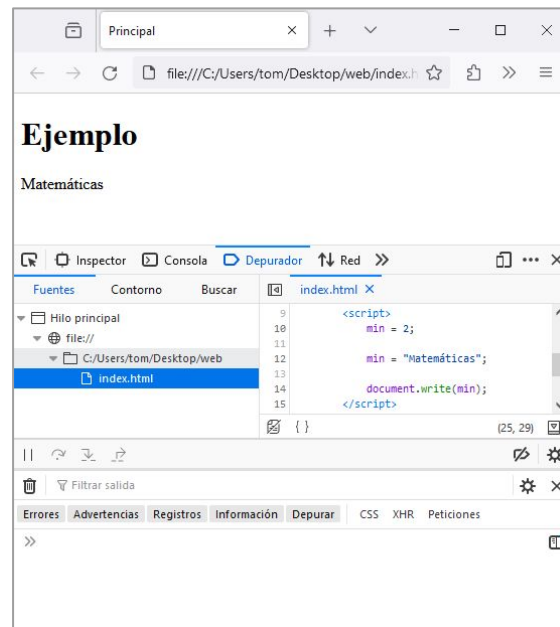 Principal
file:///C:/Users/tom/Desktop/web/index.h
Ejemplo
Matemáticas
Inspector Consola Depurador Red
Fuentes Contorno Buscar index.html
Hilo principal
file://
C:/Users/tom/Desktop/web
index.html
9 <script>
10 min = 2;
11
12 min = "Matemáticas";
13
14 document.write(min);
15 </script>
{ } (25, 29)
Filtrar salida
Errores Advertencias Registros Información Depurar CSS XHR Peticiones